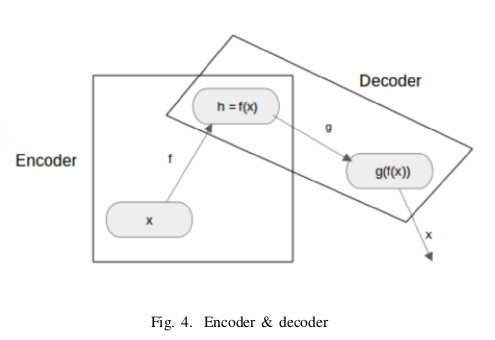 Decoder
h = f(x)
g
Encoder
f
g(f(x))
x
x
Fig. 4. Encoder & decoder